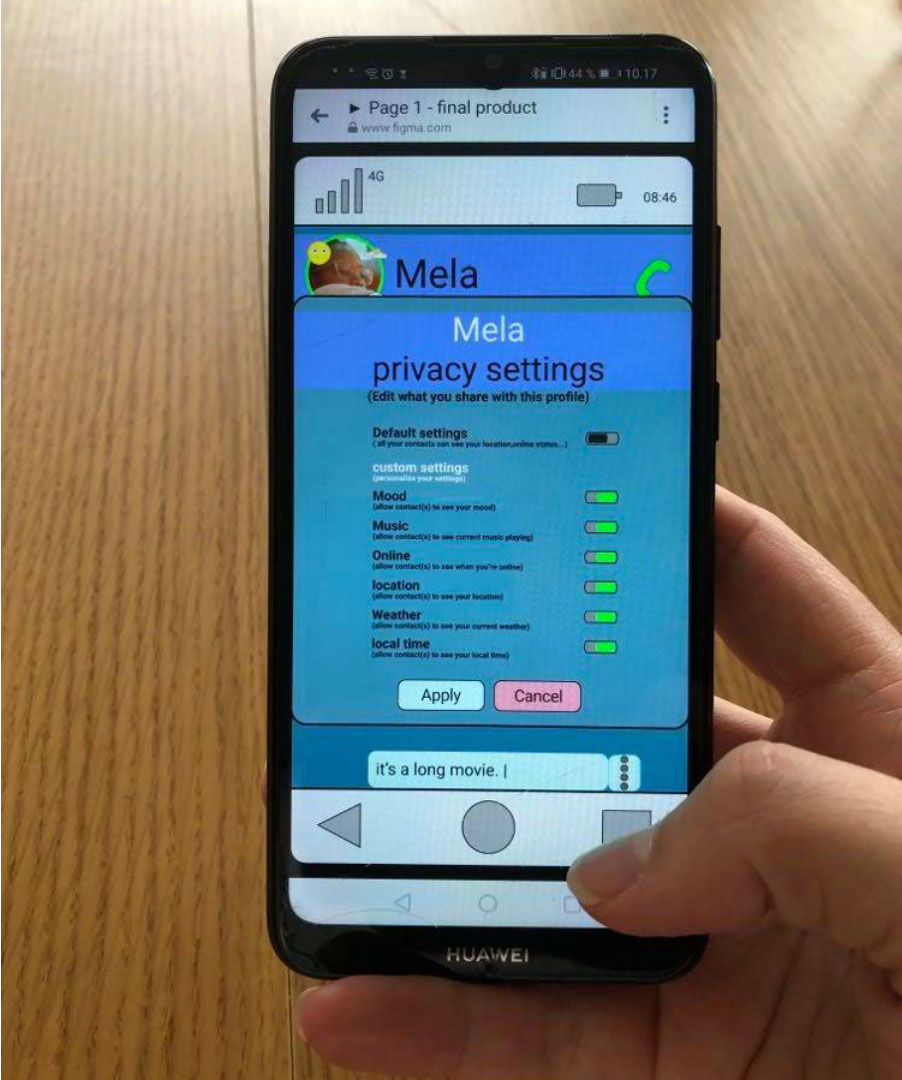 44 % 10.17
► Page 1 - final product
www.figma.com
4G
08:46
Mela
Mela
privacy settings
(Edit what you share with this profile)
Default settings
( all your contacts can see your location,online status...)
custom settings
(personalize your settings)
Mood
(allow contact(s) to see your mood)
Music
(allow contact(s) to see current music playing)
Online
(allow contact(s) to see when you're online)
location
(allow contact(s) to see your location)
Weather
(allow contact(s) to see your current weather)
local time
(allow contact(s) to see your local time)
Apply Cancel
it's a long movie. |
HUAWEI